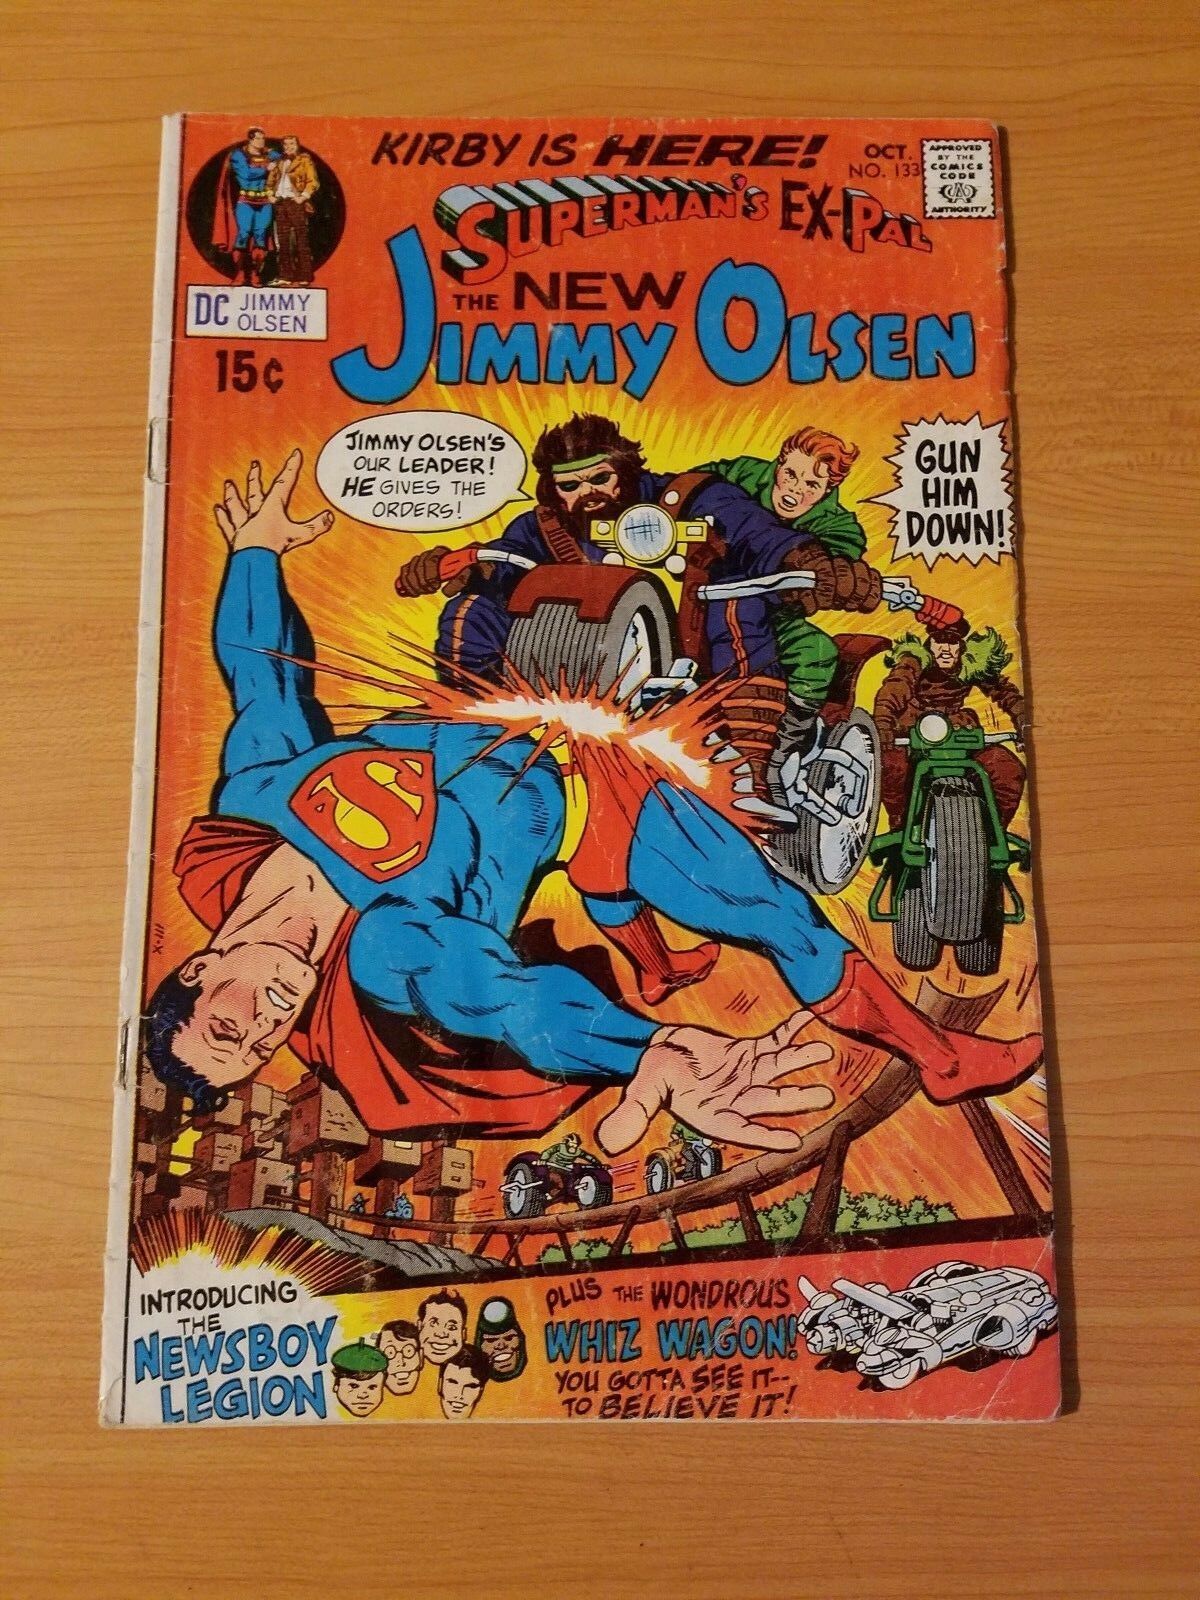 KIRBY IS HERE!
OCT.
NO. 133
APPROVED
BY THE
COMICS
CODE
CA
AUTHORITY
SUPERMAN'S EX-PAL
THE NEW
JIMMY OLSEN
DC JIMMY
OLSEN
15¢
JIMMY OLSEN'S
OUR LEADER!
HE GIVES THE
ORDERS!
GUN
HIM
DOWN!
S
X-111
INTRODUCING
THE
NEWSBOY
LEGION
PLUS THE WONDROUS
WHIZ WAGON!
YOU GOTTA SEE IT--
TO BELIEVE IT!